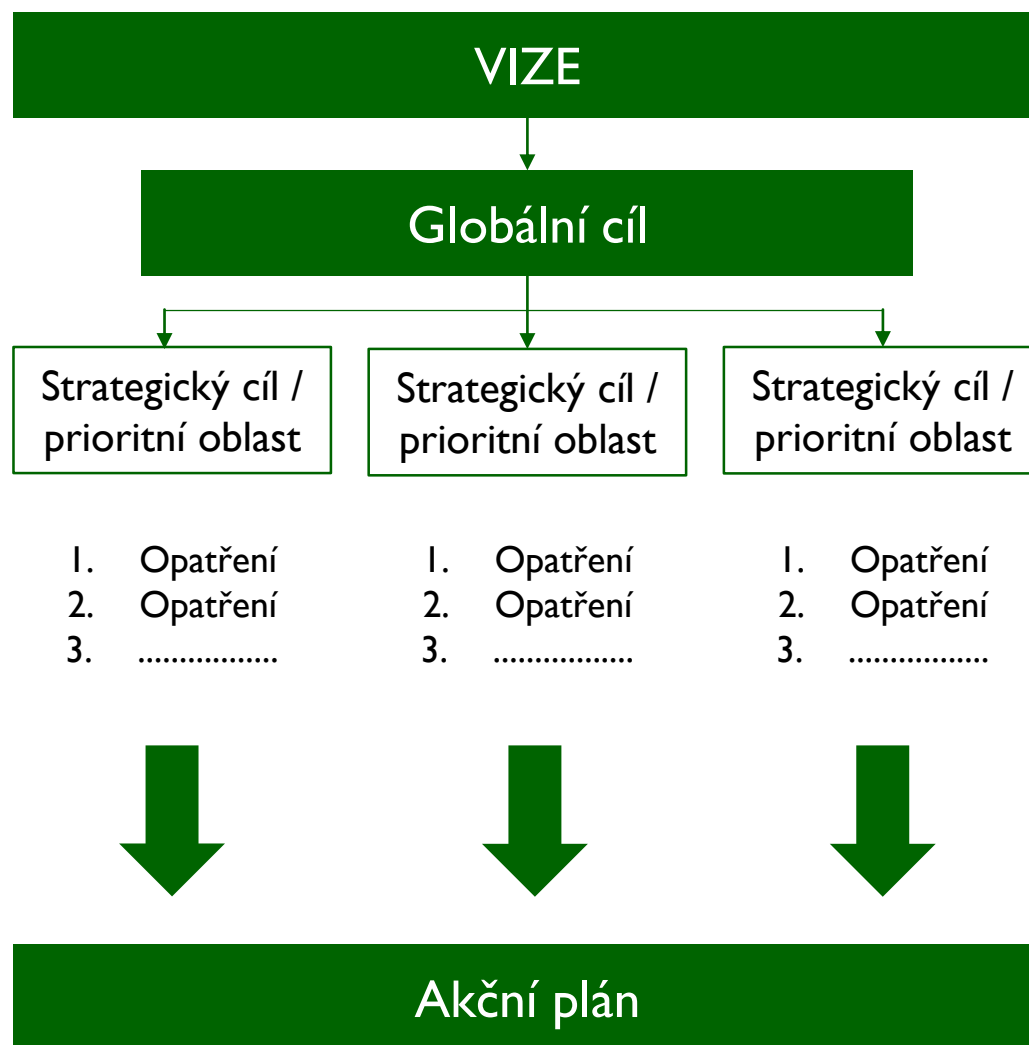 VIZE
Globální cíl
Strategický cíl /
prioritní oblast
Strategický cíl /
prioritní oblast
Strategický cíl /
prioritní oblast
1. Opatření
2. Opatření
3. .................
1. Opatření
2. Opatření
3. .................
1. Opatření
2. Opatření
3. .................
Akční plán